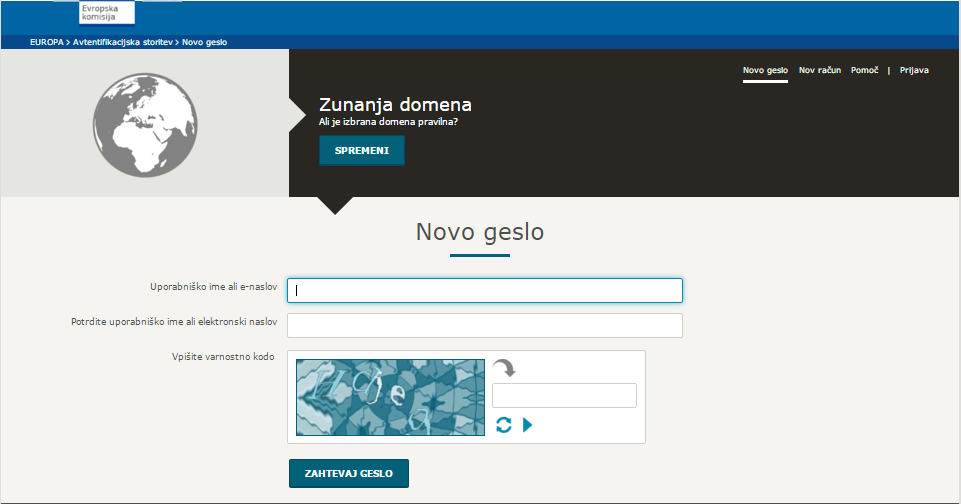 Evropska
komisija
EUROPA > Avtentifikacijska storitev > Novo geslo
Novo geslo Nov račun Pomoč | Prijava
Zunanja domena
Ali je izbrana domena pravilna?
SPREMENI
Novo geslo
Uporabniško ime ali e-naslov
Potrdite uporabniško ime ali elektronski naslov
Vpišite varnostno kodo
ZAHTEVAJ GESLO